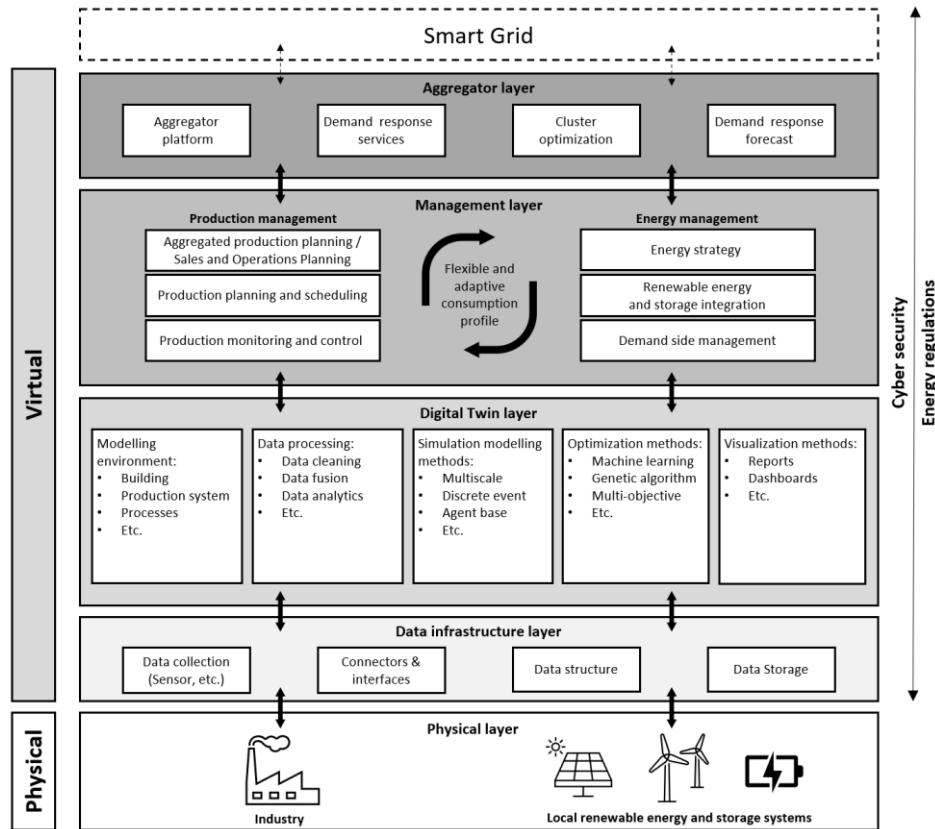 Smart Grid
Aggregator layer
Aggregator
platform
Demand response
services
Cluster
optimization
Demand response
forecast
Management layer
Production management
Aggregated production planning /
Sales and Operations Planning
Production planning and scheduling
Production monitoring and control
Flexible and
adaptive
consumption
profile
Energy management
Energy strategy
Renewable energy
and storage integration
Demand side management
Digital Twin layer
Modelling
environment:
• Building
• Production system
• Processes
• Etc.
Data processing:
• Data cleaning
• Data fusion
• Data analytics
• Etc.
Simulation modelling
methods:
• Multiscale
• Discrete event
• Agent base
• Etc.
Optimization methods:
• Machine learning
• Genetic algorithm
• Multi-objective
• Etc.
Visualization methods:
• Reports
• Dashboards
• Etc.
Data infrastructure layer
Data collection
(Sensor, etc.)
Connectors &
interfaces
Data structure
Data Storage
Physical layer
Industry
Local renewable energy and storage systems
Virtual
Physical
Cyber security
Energy regulations